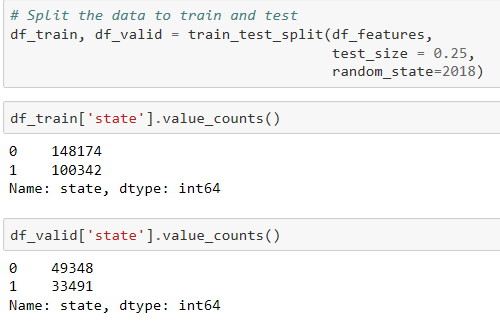 # Split the data to train and test
df_train, df_valid = train_test_split(df_features,
test_size = 0.25,
random_state=2018)
df_train['state'].value_counts()
0    148174
1    100342
Name: state, dtype: int64
df_valid['state'].value_counts()
0    49348
1    33491
Name: state, dtype: int64